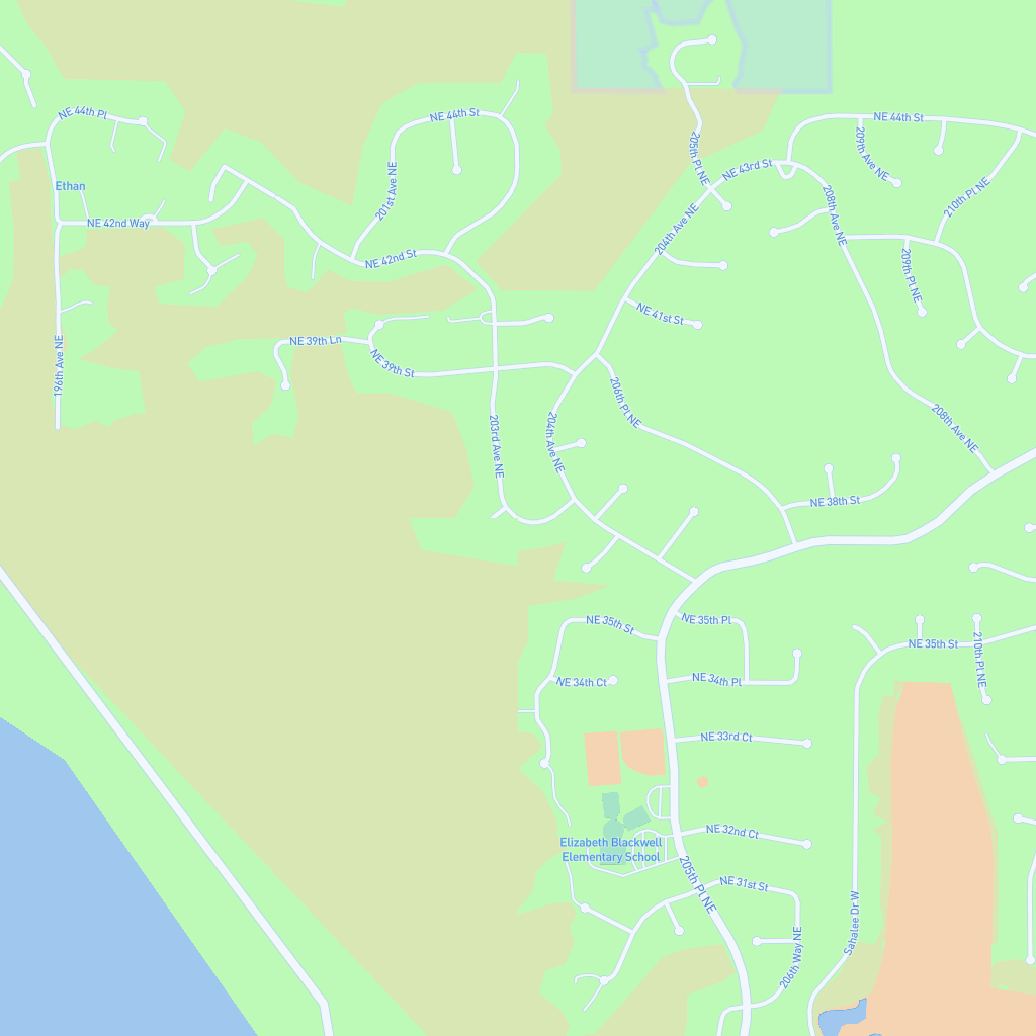 NE 44th Pl
NE 44th St
NE 44th St
209th Ave NE
205th Pl NE
NE 43rd St
201st Ave NE
Ethan
210th Pl NE
208th Ave NE
NE 42nd Way
204th Ave NE
NE 42nd St
209th Pl NE
NE 41st St
NE 39th Ln
NE 39th St
196th Ave NE
206th Pl NE
208th Ave NE
203rd Ave NE
204th Ave NE
NE 38th St
NE 35th St
NE 35th Pl
NE 35th St
210th Pl NE
NE 34th Ct
NE 34th Pl
NE 33rd Ct
NE 32nd Ct
Elizabeth Blackwell
Elementary School
205th Pl NE
NE 31st St
Sahalee Dr W
206th Way NE